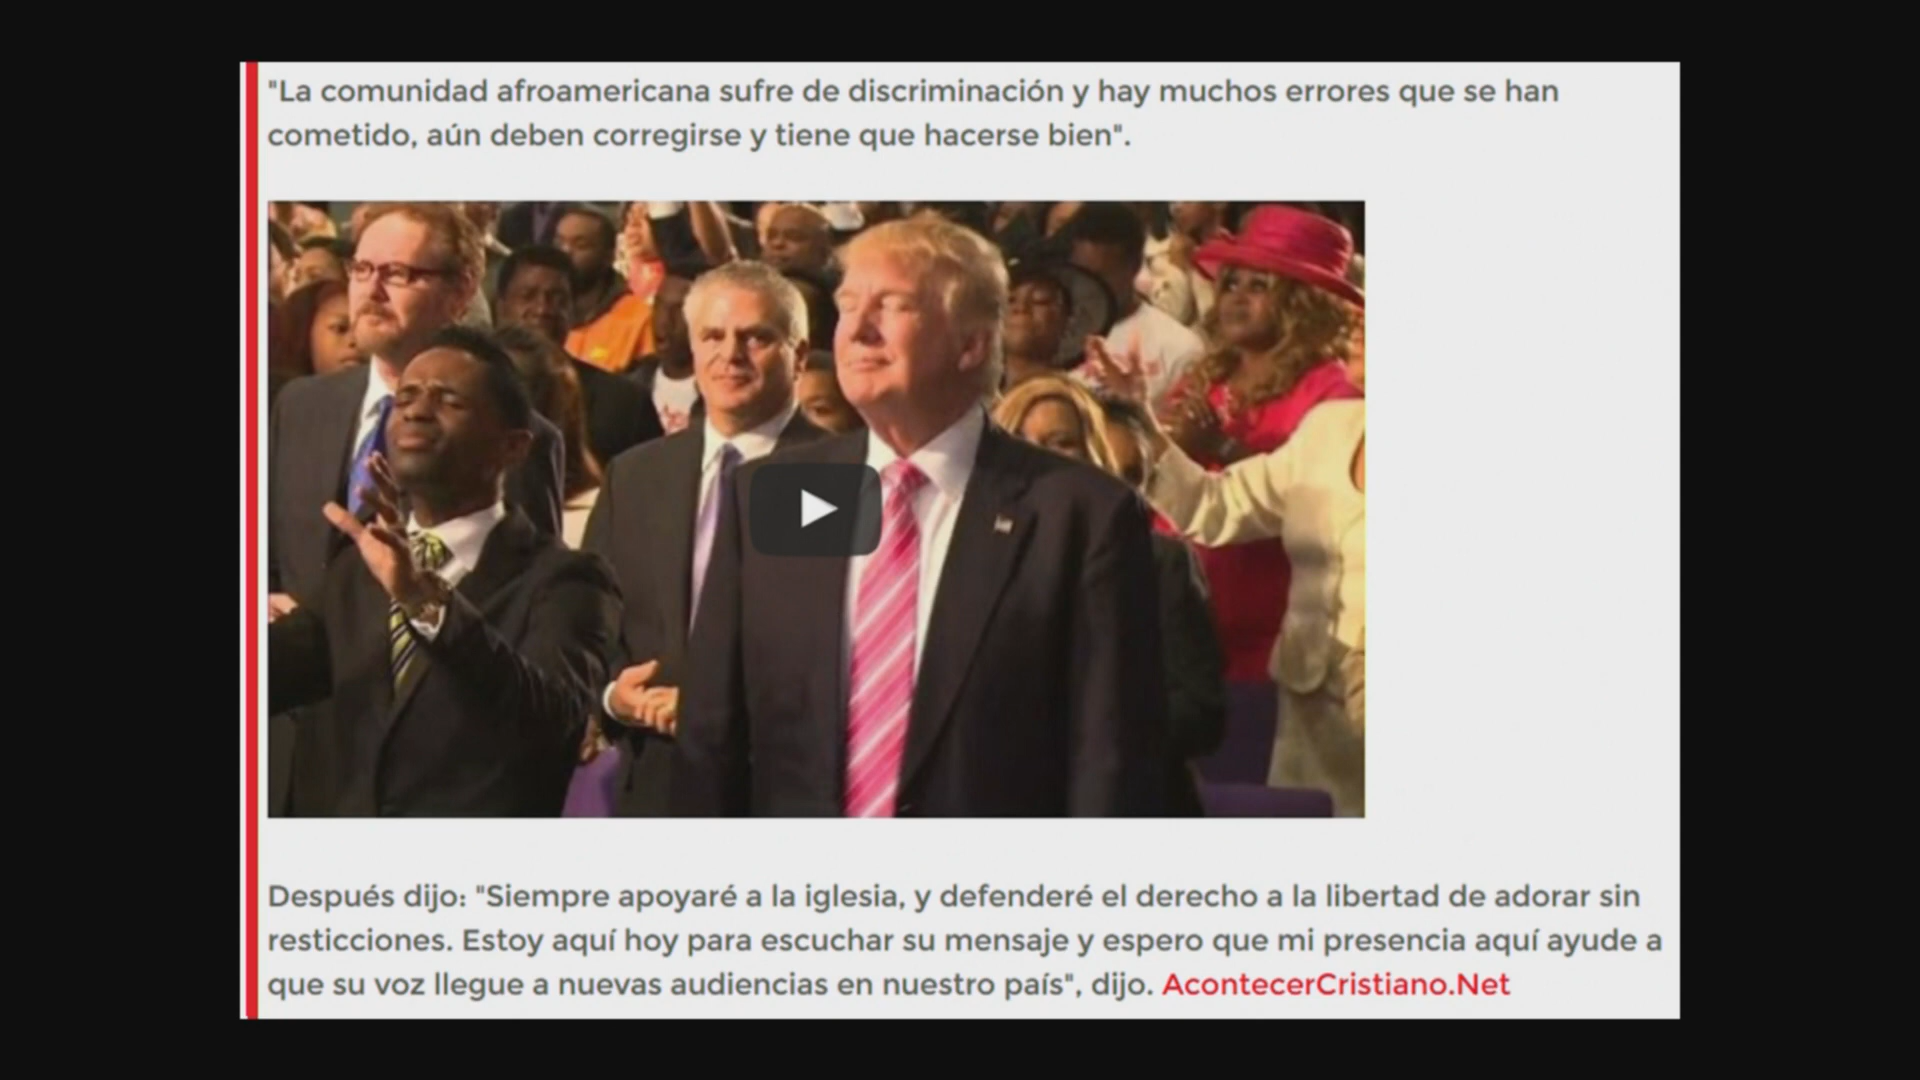 "La comunidad afroamericana sufre de discriminación y hay muchos errores que se han
cometido, aún deben corregirse y tiene que hacerse bien".
Después dijo: "Siempre apoyaré a la iglesia, y defenderé el derecho a la libertad de adorar sin
resticciones. Estoy aquí hoy para escuchar su mensaje y espero que mi presencia aquí ayude a
que su voz llegue a nuevas audiencias en nuestro país", dijo. AcontecerCristiano.Net